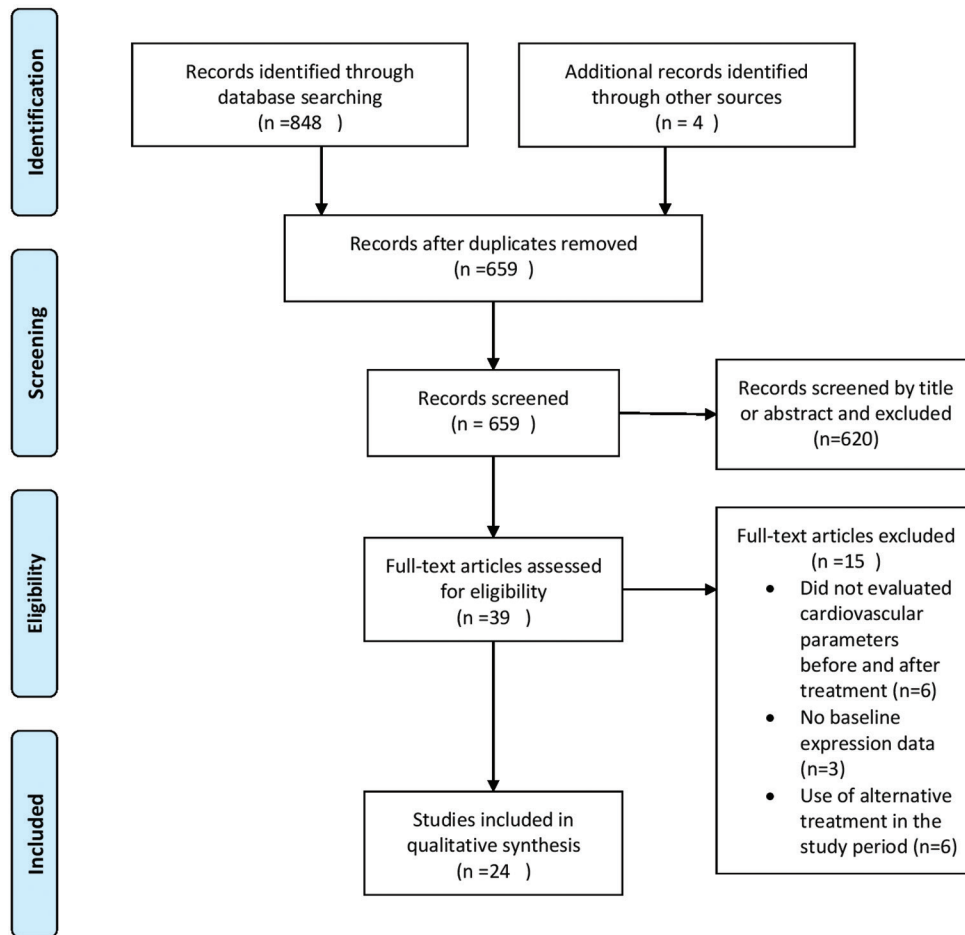 Identification
Records identified through
database searching
(n =848   )
Additional records identified
through other sources
(n = 4   )
Records after duplicates removed
(n =659   )
Screening
Records screened
(n = 659   )
Records screened by title
or abstract and excluded
(n=620)
Eligibility
Full-text articles assessed
for eligibility
(n =39   )
Full-text articles excluded
(n =15   )
• Did not evaluated
cardiovascular
parameters
before and after
treatment (n=6)
• No baseline
expression data
(n=3)
• Use of alternative
treatment in the
study period (n=6)
Included
Studies included in
qualitative synthesis
(n =24   )